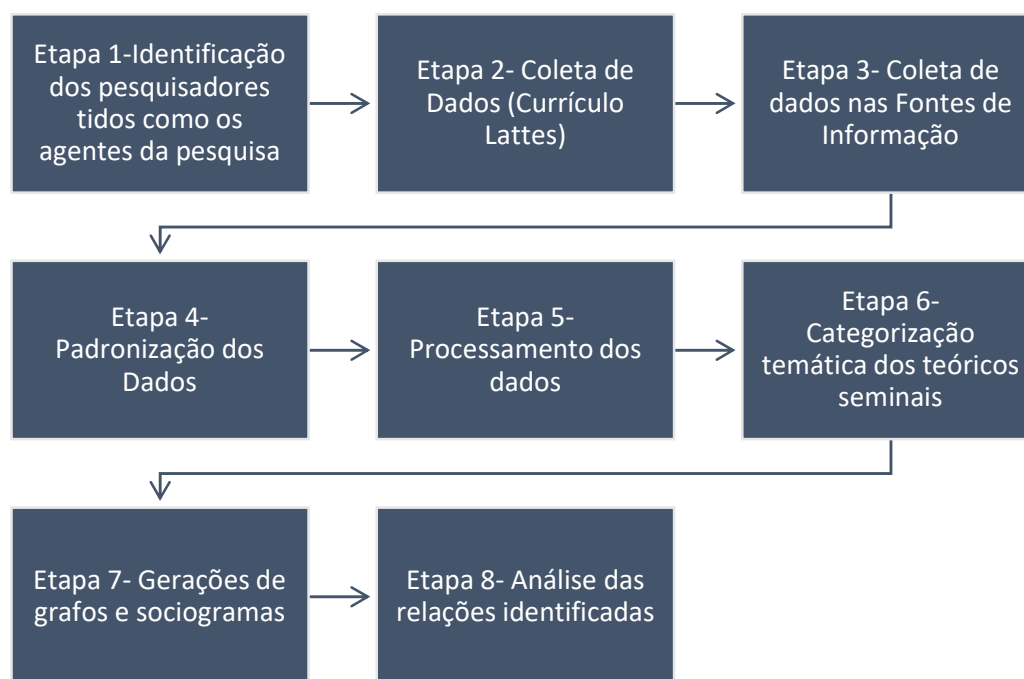 Etapa 1-Identificação
dos pesquisadores
tidos como os
agentes da pesquisa
Etapa 2- Coleta de
Dados (Currículo
Lattes)
Etapa 3- Coleta de
dados nas Fontes de
Informação
Etapa 4-
Padronização dos
Dados
Etapa 5-
Processamento dos
dados
Etapa 6-
Categorização
temática dos teóricos
seminais
Etapa 7- Gerações de
grafos e sociogramas
Etapa 8- Análise das
relações identificadas